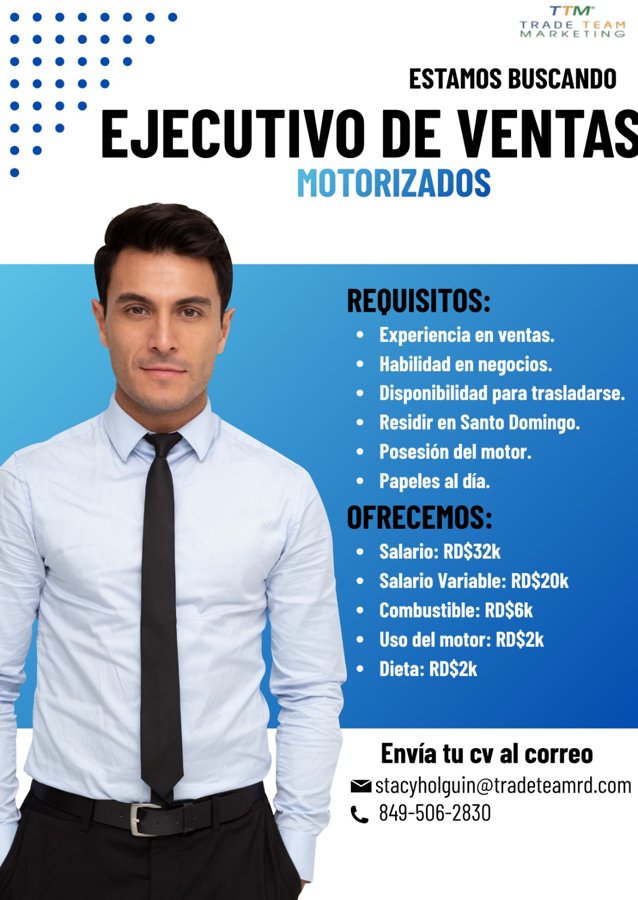 TTM®
TRADE TEAM
MARKETING
ESTAMOS BUSCANDO
EJECUTIVO DE VENTAS
MOTORIZADOS
REQUISITOS:
• Experiencia en ventas.
• Habilidad en negocios.
• Disponibilidad para trasladarse.
• Residir en Santo Domingo.
• Posesión del motor.
• Papeles al día.
OFRECEMOS:
• Salario: RD$32k
• Salario Variable: RD$20k
• Combustible: RD$6k
• Uso del motor: RD$2k
• Dieta: RD$2k
Envía tu cv al correo
stacyholguin@tradeteamrd.com
849-506-2830